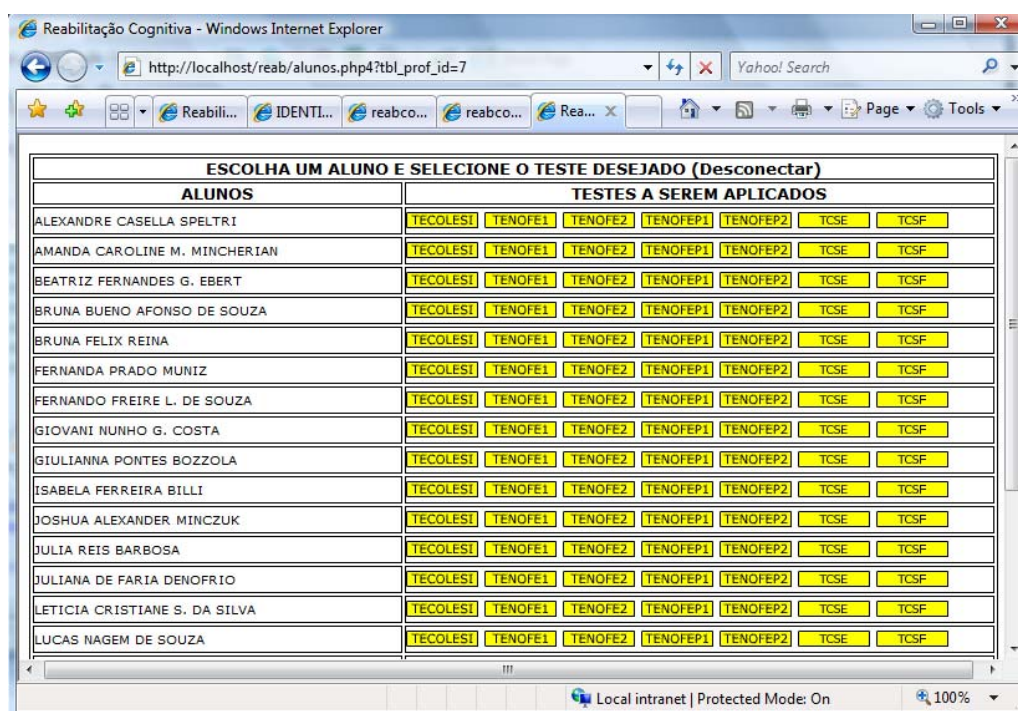 Reabilitação Cognitiva - Windows Internet Explorer
http://localhost/reab/alunos.php4?tbl_prof_id=7 Yahoo! Search
Reabili... IDENTI... reabco... reabco... Rea... X Page Tools
ESCOLHA UM ALUNO E SELECIONE O TESTE DESEJADO (Desconectar)
ALUNOS TESTES A SEREM APLICADOS
ALEXANDRE CASELLA SPELTRI TECOLESI TENOFE1 TENOFE2 TENOFEP1 TENOFEP2 TCSE TCSF
AMANDA CAROLINE M. MINCHERIAN TECOLESI TENOFE1 TENOFE2 TENOFEP1 TENOFEP2 TCSE TCSF
BEATRIZ FERNANDES G. EBERT TECOLESI TENOFE1 TENOFE2 TENOFEP1 TENOFEP2 TCSE TCSF
BRUNA BUENO AFONSO DE SOUZA TECOLESI TENOFE1 TENOFE2 TENOFEP1 TENOFEP2 TCSE TCSF
BRUNA FELIX REINA TECOLESI TENOFE1 TENOFE2 TENOFEP1 TENOFEP2 TCSE TCSF
FERNANDA PRADO MUNIZ TECOLESI TENOFE1 TENOFE2 TENOFEP1 TENOFEP2 TCSE TCSF
FERNANDO FREIRE L. DE SOUZA TECOLESI TENOFE1 TENOFE2 TENOFEP1 TENOFEP2 TCSE TCSF
GIOVANI NUNHO G. COSTA TECOLESI TENOFE1 TENOFE2 TENOFEP1 TENOFEP2 TCSE TCSF
GIULIANNA PONTES BOZZOLA TECOLESI TENOFE1 TENOFE2 TENOFEP1 TENOFEP2 TCSE TCSF
ISABELA FERREIRA BILLI TECOLESI TENOFE1 TENOFE2 TENOFEP1 TENOFEP2 TCSE TCSF
JOSHUA ALEXANDER MINCZUK TECOLESI TENOFE1 TENOFE2 TENOFEP1 TENOFEP2 TCSE TCSF
JULIA REIS BARBOSA TECOLESI TENOFE1 TENOFE2 TENOFEP1 TENOFEP2 TCSE TCSF
JULIANA DE FARIA DENOFRIO TECOLESI TENOFE1 TENOFE2 TENOFEP1 TENOFEP2 TCSE TCSF
LETICIA CRISTIANE S. DA SILVA TECOLESI TENOFE1 TENOFE2 TENOFEP1 TENOFEP2 TCSE TCSF
LUCAS NAGEM DE SOUZA TECOLESI TENOFE1 TENOFE2 TENOFEP1 TENOFEP2 TCSE TCSF
Local intranet | Protected Mode: On 100%